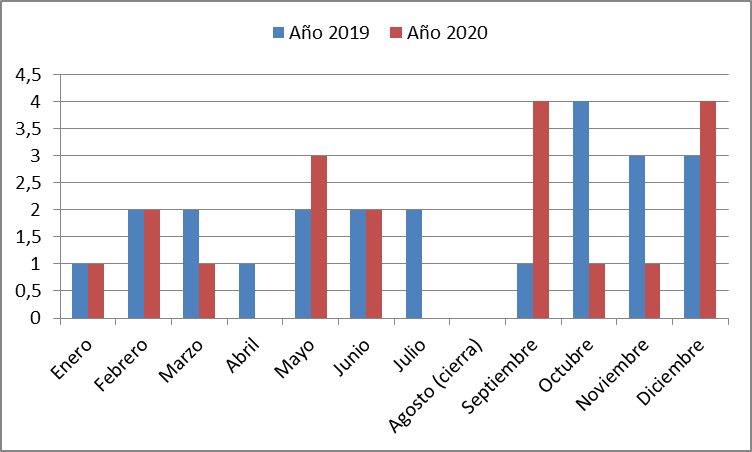 Año 2019 Año 2020
4,5
4
3,5
3
2,5
2
1,5
1
0,5
0
Enero
Febrero
Marzo
Abril
Mayo
Junio
Julio
Agosto (cierra)
Septiembre
Octubre
Noviembre
Diciembre